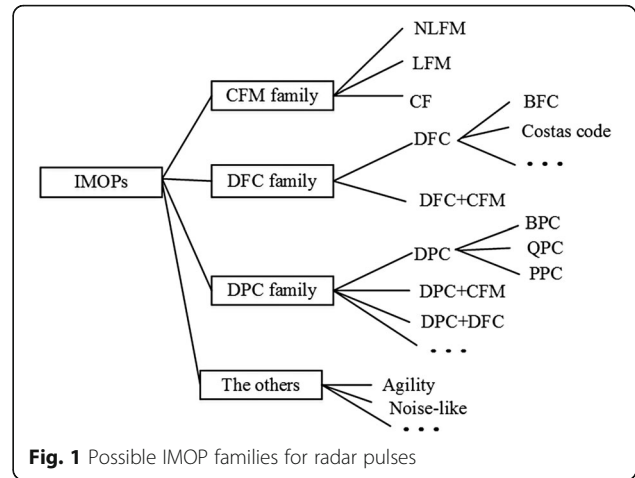 NLFM
LFM
CFM family
CF
BFC
DFC
Costas code
• • •
IMOPs
DFC family
DFC+CFM
BPC
DPC
QPC
PPC
DPC family
DPC+CFM
DPC+DFC
• • •
The others
Agility
Noise-like
• • •
Fig. 1 Possible IMOP families for radar pulses